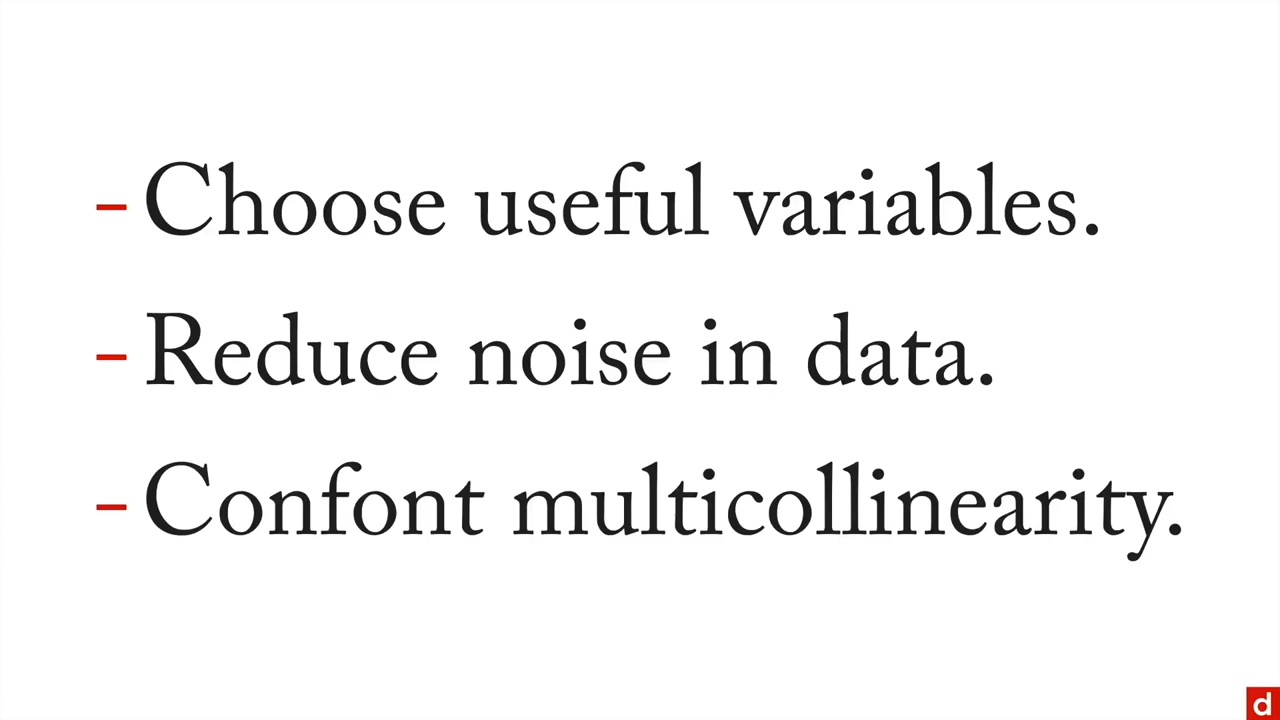 - Choose useful variables.
- Reduce noise in data.
- Confont multicollinearity.
d